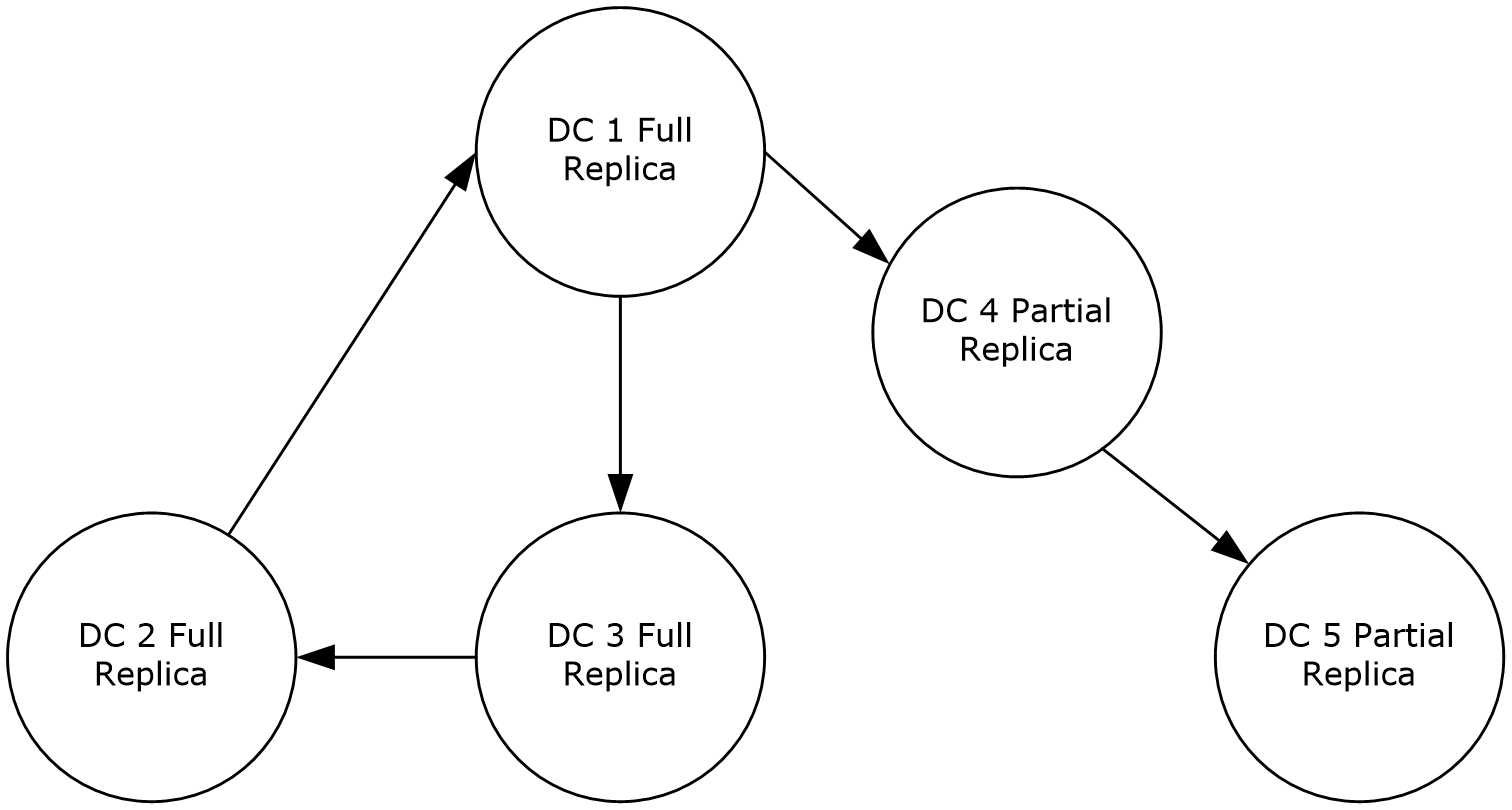 DC 1 Full
Replica
DC 4 Partial
Replica
DC 2 Full
Replica
DC 3 Full
Replica
DC 5 Partial
Replica